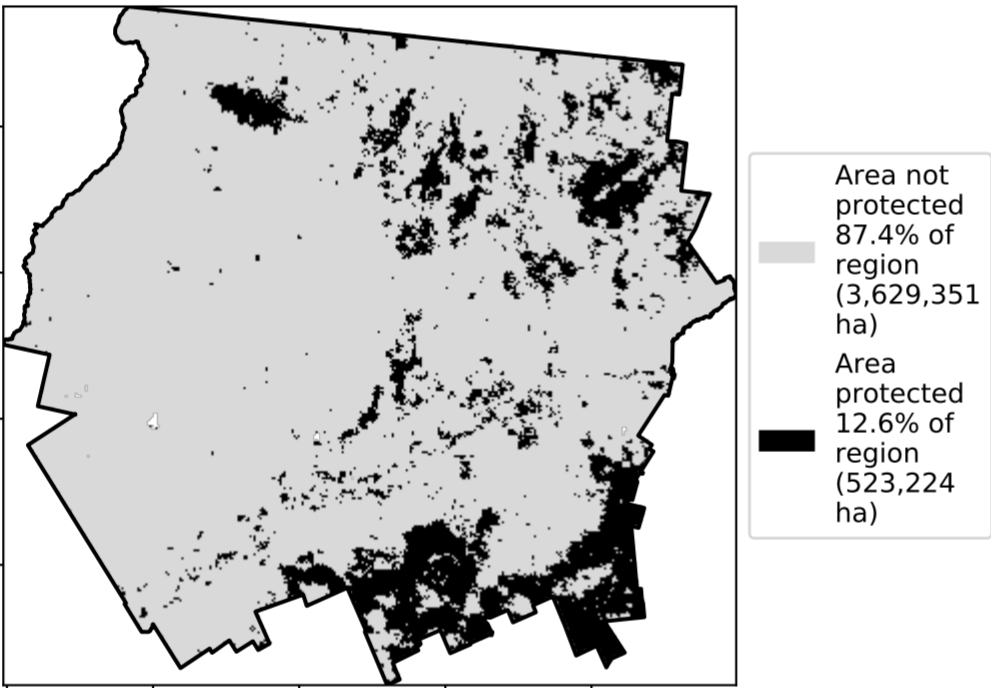 Area not
protected
87.4% of
region
(3,629,351
ha)
Area
protected
12.6% of
region
(523,224
ha)